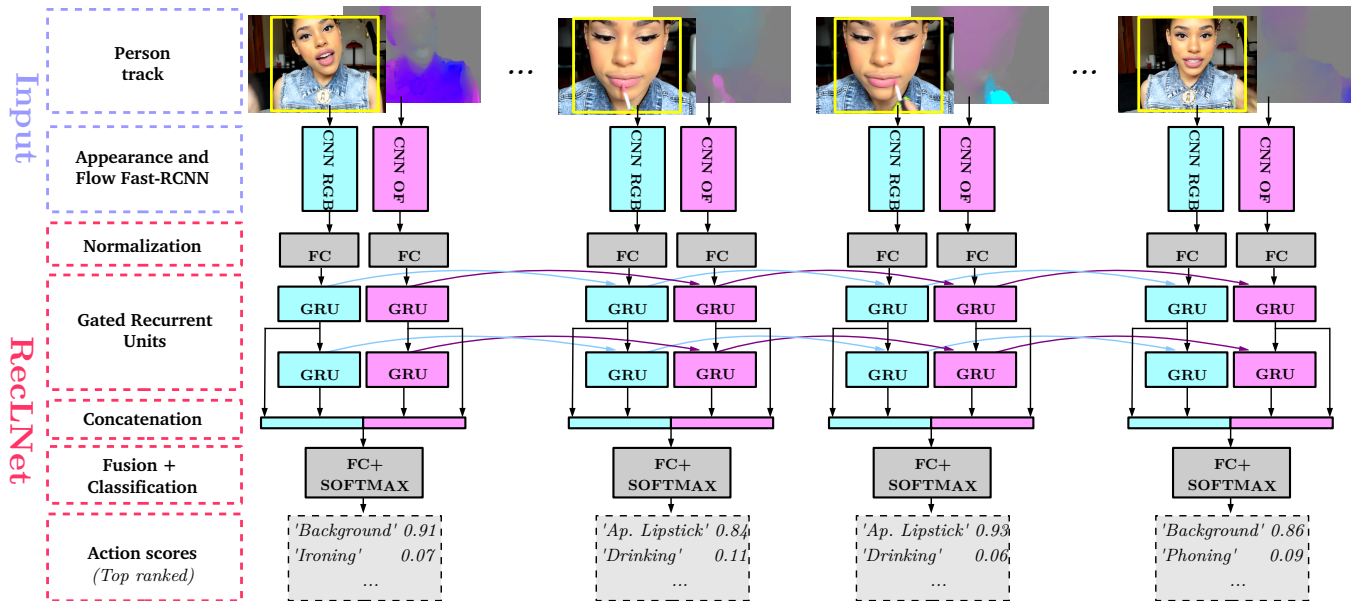 Input
RecLNet
Person
track
Appearance and
Flow Fast-RCNN
Normalization
Gated Recurrent
Units
Concatenation
Fusion +
Classification
Action scores
(Top ranked)
... ...
CNN RGB CNN OF CNN RGB CNN OF CNN RGB CNN OF CNN RGB CNN OF
FC FC FC FC FC FC FC FC
GRU GRU GRU GRU GRU GRU GRU GRU
GRU GRU GRU GRU GRU GRU GRU GRU
FC+ FC+ FC+ FC+
SOFTMAX SOFTMAX SOFTMAX SOFTMAX
'Background' 0.91 'Ap. Lipstick' 0.84 'Ap. Lipstick' 0.93 'Background' 0.86
'Ironing' 0.07 'Drinking' 0.11 'Drinking' 0.06 'Phoning' 0.09
... ... ... ...